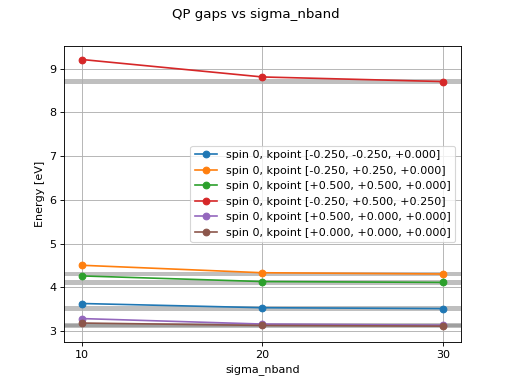 QP gaps vs sigma_nband
9
8
7
6
5
4
3
Energy [eV]
spin 0, kpoint [-0.250, -0.250, +0.000]
spin 0, kpoint [-0.250, +0.250, +0.000]
spin 0, kpoint [+0.500, +0.500, +0.000]
spin 0, kpoint [-0.250, +0.500, +0.250]
spin 0, kpoint [+0.500, +0.000, +0.000]
spin 0, kpoint [+0.000, +0.000, +0.000]
10 20 30
sigma_nband